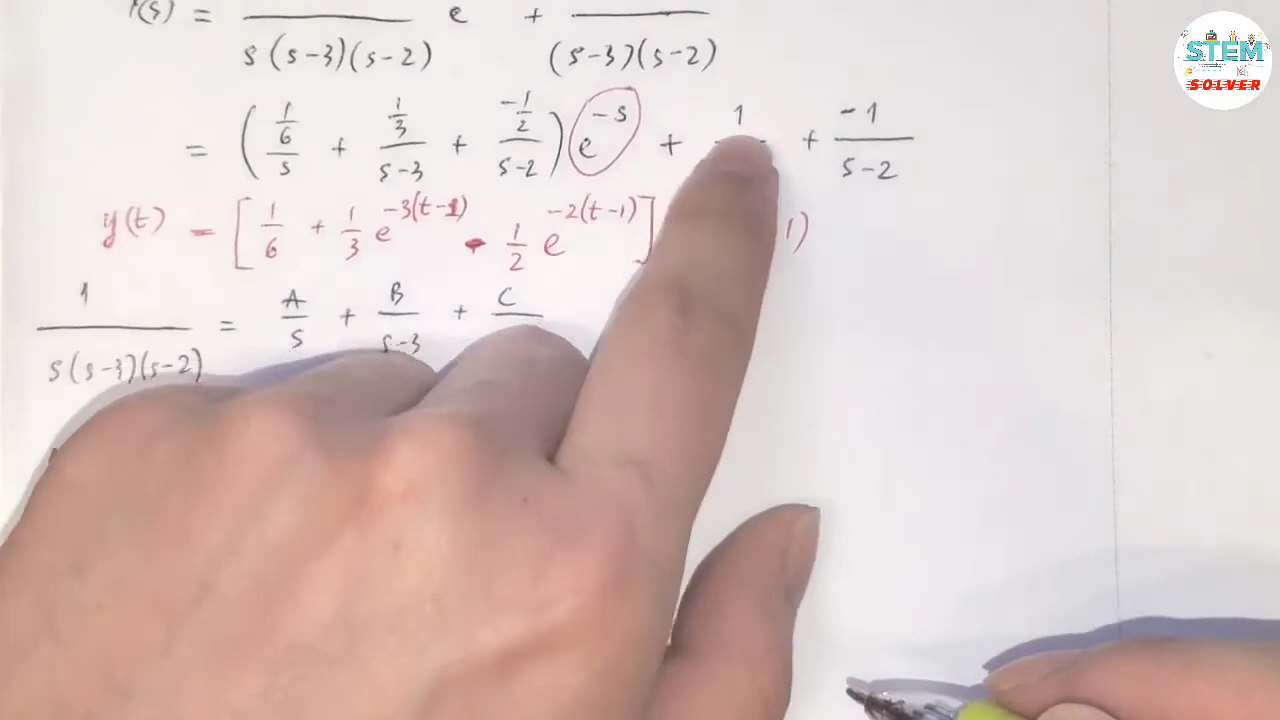 Y(s) = ─── e + ───
s(s-3)(s-2) (s-3)(s-2)
= ( 1/6 / s + 1/3 / s-3 + -1/2 / s-2 ) e^-s + 1 + -1 / s-2
y(t) = [ 1/6 + 1/3 e^-3(t-1) - 1/2 e^-2(t-1) ] 1)
1 / s(s-3)(s-2) = A/s + B / s-3 + C
STEM
SOLVER